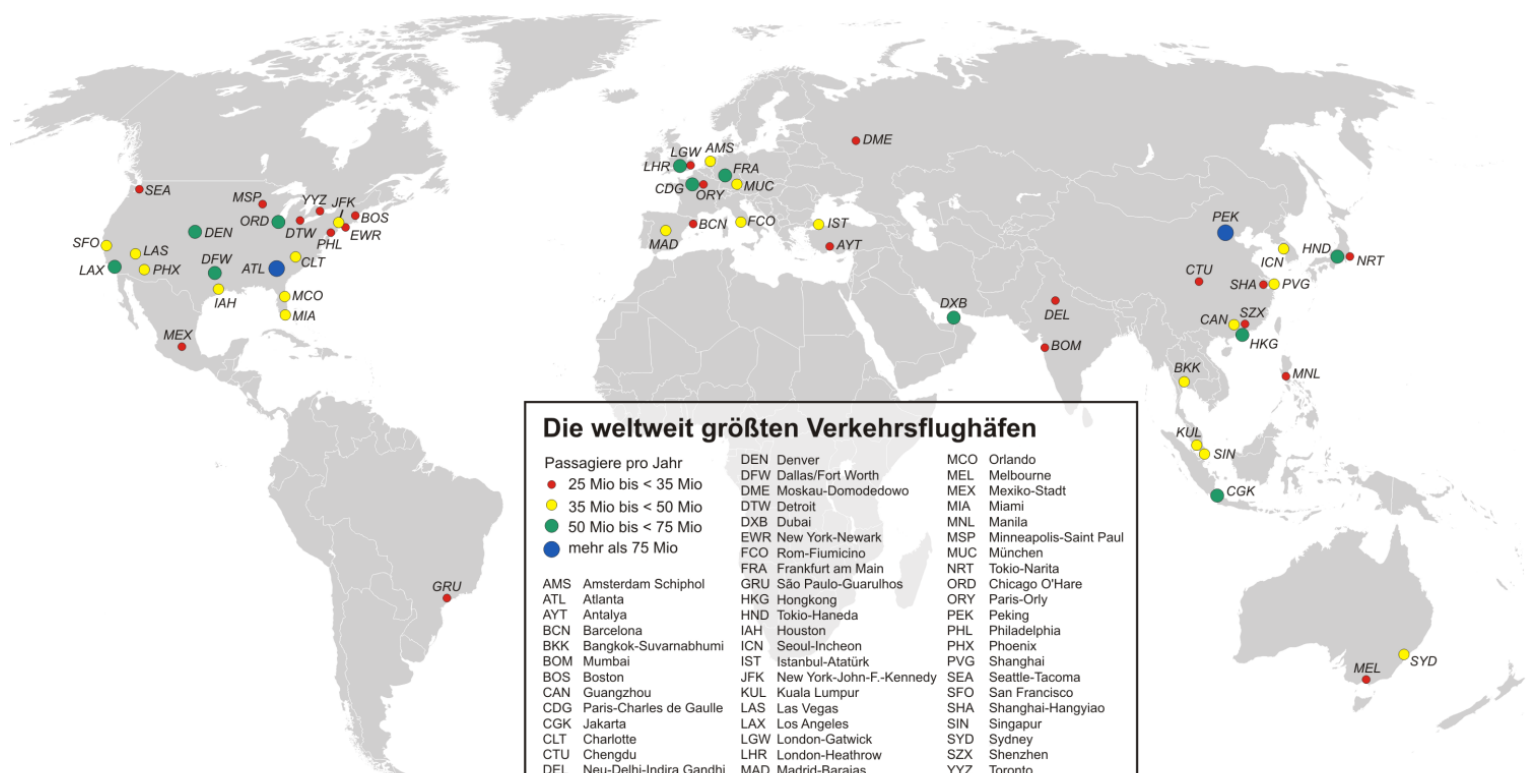 SEA
MSP
YYZ
JFK
BOS
ORD
DTW
PHL
EWR
DEN
SFO
LAS
LAX
PHX
DFW
ATL
CLT
IAH
MCO
MIA
MEX
GRU
LGW
AMS
LHR
FRA
CDG
ORY
MUC
DME
BCN
FCO
MAD
IST
AYT
DXB
DEL
BOM
PEK
ICN
HND
NRT
CTU
SHA
PVG
CAN
SZX
HKG
BKK
MNL
KUL
SIN
CGK
MEL
SYD
Die weltweit größten Verkehrsflughäfen
Passagiere pro Jahr
25 Mio bis < 35 Mio
35 Mio bis < 50 Mio
50 Mio bis < 75 Mio
mehr als 75 Mio
AMS Amsterdam Schiphol
ATL Atlanta
AYT Antalya
BCN Barcelona
BKK Bangkok-Suvarnabhumi
BOM Mumbai
BOS Boston
CAN Guangzhou
CDG Paris-Charles de Gaulle
CGK Jakarta
CLT Charlotte
CTU Chengdu
DEL Neu-Delhi-Indira Gandhi
DEN Denver
DFW Dallas/Fort Worth
DME Moskau-Domodedowo
DTW Detroit
DXB Dubai
EWR New York-Newark
FCO Rom-Fiumicino
FRA Frankfurt am Main
GRU São Paulo-Guarulhos
HKG Hongkong
HND Tokio-Haneda
IAH Houston
ICN Seoul-Incheon
IST Istanbul-Atatürk
JFK New York-John-F.-Kennedy
KUL Kuala Lumpur
LAS Las Vegas
LAX Los Angeles
LGW London-Gatwick
LHR London-Heathrow
MAD Madrid-Barajas
MCO Orlando
MEL Melbourne
MEX Mexiko-Stadt
MIA Miami
MNL Manila
MSP Minneapolis-Saint Paul
MUC München
NRT Tokio-Narita
ORD Chicago O'Hare
ORY Paris-Orly
PEK Peking
PHL Philadelphia
PHX Phoenix
PVG Shanghai
SEA Seattle-Tacoma
SFO San Francisco
SHA Shanghai-Hangyiao
SIN Singapur
SYD Sydney
SZX Shenzhen
YYZ Toronto